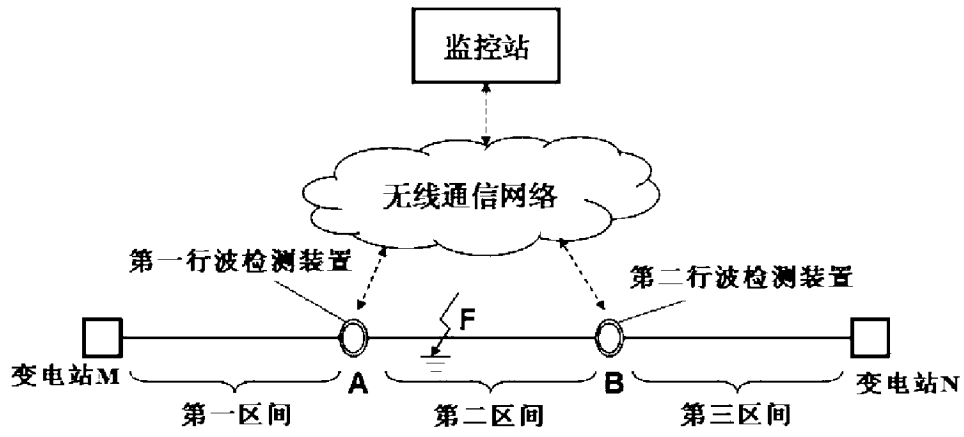 监控站
无线通信网络
第一行波检测装置
第二行波检测装置
F
变电站M
A
B
变电站N
第一区间
第二区间
第三区间